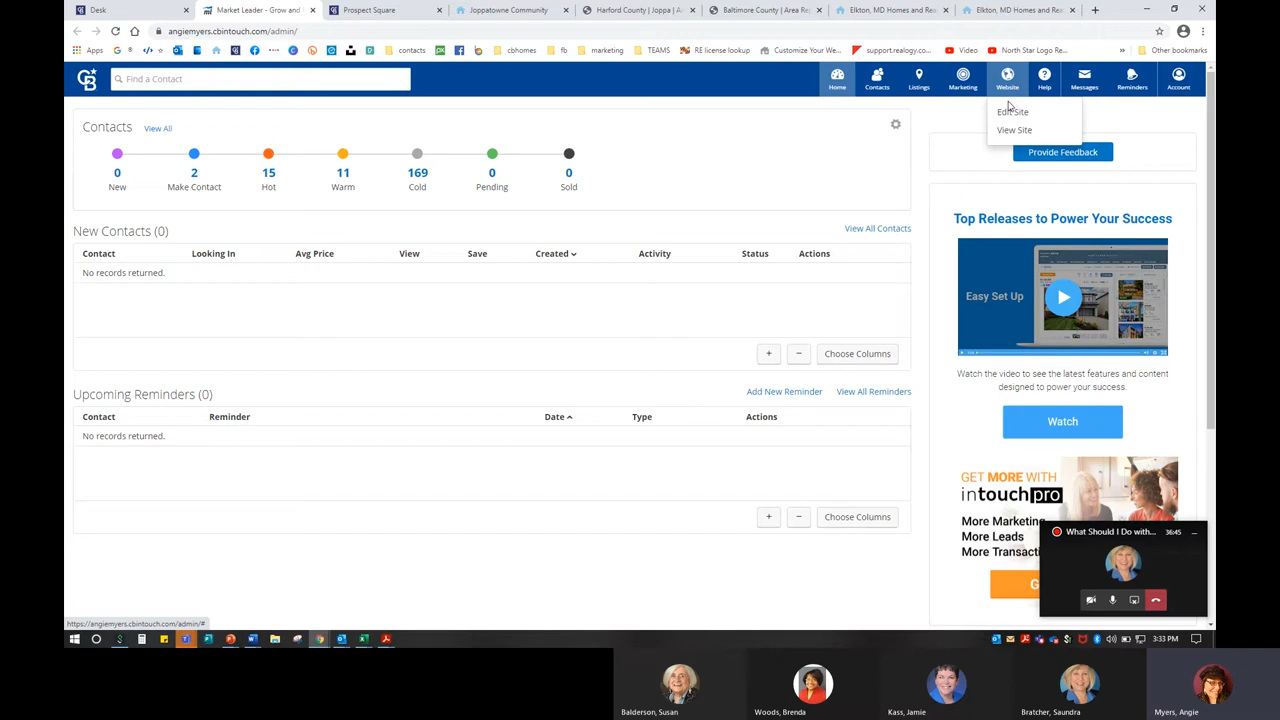 Desk
Market Leader - Grow and
Prospect Square
Joppatowne Community
Harford County | Joppa | A
Baltimore County | Area Re
Elkton, MD Homes and Re
Elkton, MD Homes and Re
angiemyers.cbintouch.com/admin/
Apps
contacts
cbhomes
fb
marketing
TEAMS
RE license lookup
Customize Your We...
support.realogy.com
Video
North Star Logo Re...
»
Other bookmarks
CB
Find a Contact
Home
Contacts
Listings
Marketing
Website
Help
Messages
Reminders
Account
Edit Site
View Site
Provide Feedback
Contacts View All
0 2 15 11 169 0 0
New Make Contact Hot Warm Cold Pending Sold
New Contacts (0) View All Contacts
Contact Looking In Avg Price View Save Created Activity Status Actions
No records returned.
+ − Choose Columns
Upcoming Reminders (0) Add New Reminder View All Reminders
Contact Reminder Date Type Actions
No records returned.
+ − Choose Columns
Top Releases to Power Your Success
Easy Set Up
Watch the video to see the latest features and content
designed to power your success.
Watch
GET MORE WITH
intouchpro
More Marketing
More Leads
More Transacti
G
What Should I Do with... 36:45
https://angiemyers.cbintouch.com/admin/#
3:33 PM
Balderson, Susan
Woods, Brenda
Kass, Jamie
Bratcher, Saundra
Myers, Angie